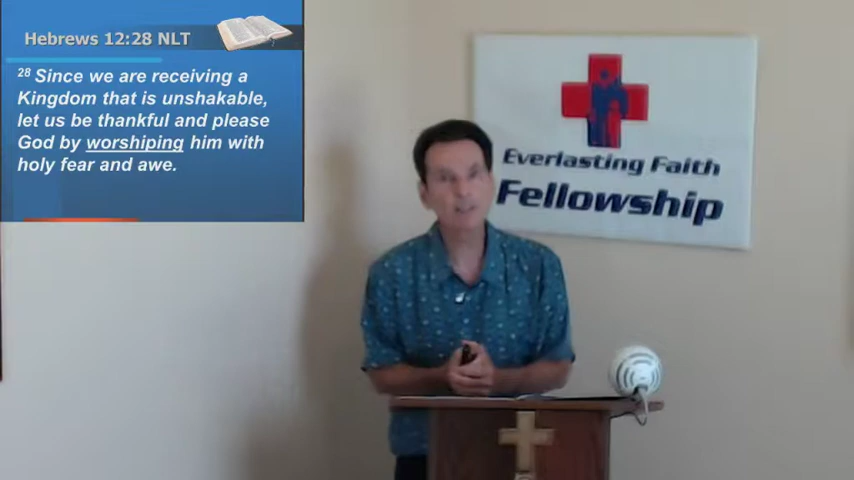 Hebrews 12:28 NLT
28 Since we are receiving a
Kingdom that is unshakable,
let us be thankful and please
God by worshiping him with
holy fear and awe.
Everlasting Faith
Fellowship